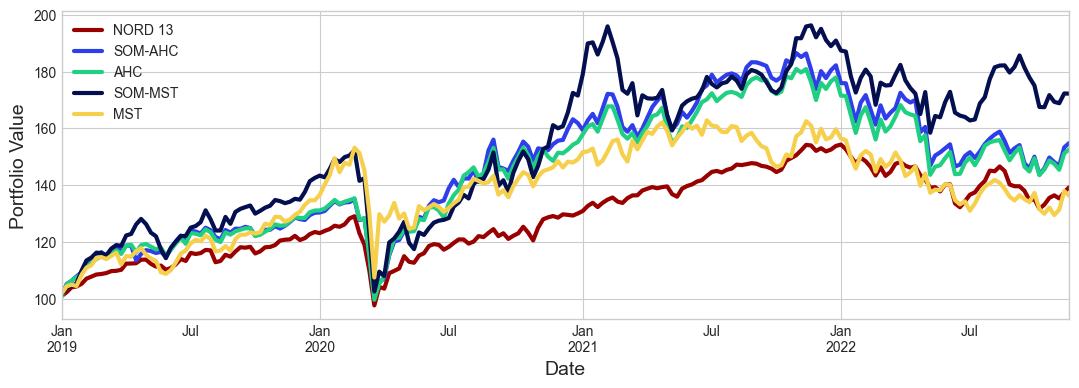 200
180
160
140
120
100
Portfolio Value
NORD 13
SOM-AHC
AHC
SOM-MST
MST
Jan Jul Jan Jul Jan Jul Jan Jul
2019 2020 2021 2022
Date